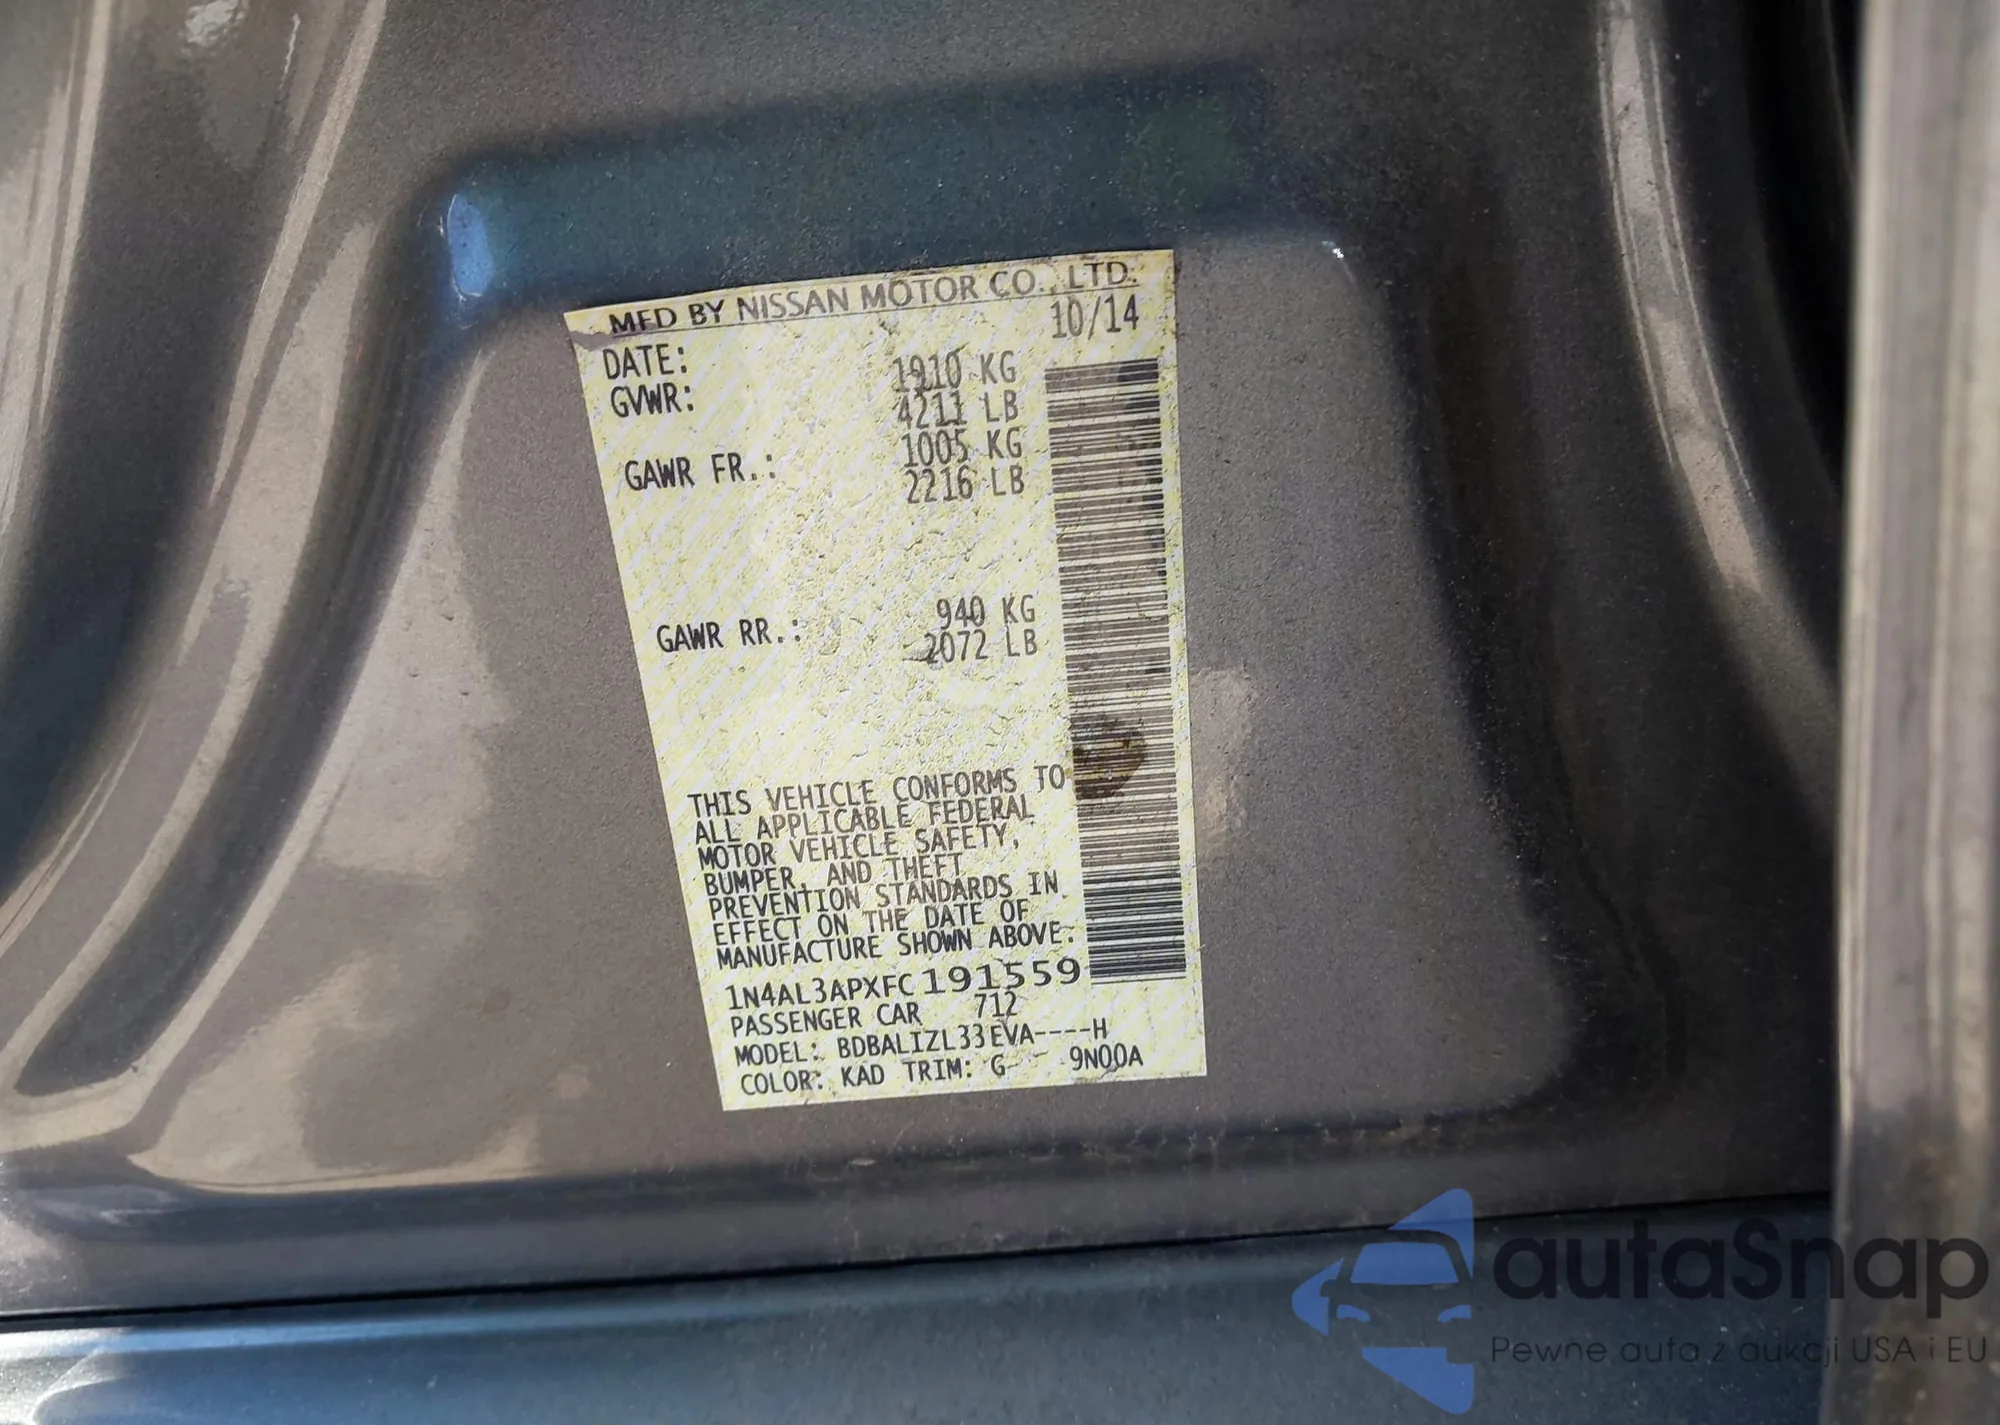 MFD BY NISSAN MOTOR CO., LTD.
DATE: 10/14
GVWR: 1910 KG
4211 LB
GAWR FR.: 1005 KG
2216 LB
GAWR RR.: 940 KG
2072 LB
THIS VEHICLE CONFORMS TO
ALL APPLICABLE FEDERAL
MOTOR VEHICLE SAFETY,
BUMPER, AND THEFT
PREVENTION STANDARDS IN
EFFECT ON THE DATE OF
MANUFACTURE SHOWN ABOVE.
1N4AL3APXFC191559
PASSENGER CAR 712
MODEL: BDBALIZL33EVA----H
COLOR: KAD TRIM: G 9N00A
autaSnap
Pewne auta z aukcji USA i EU